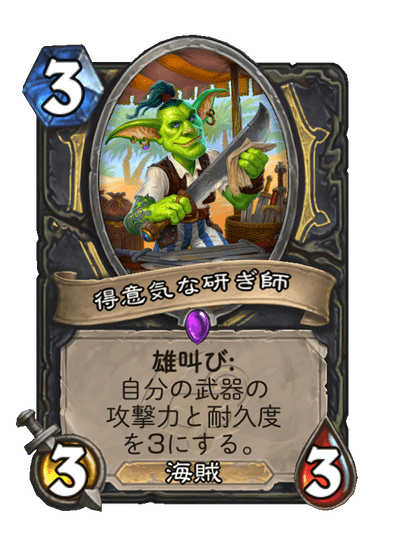 3
得意気な研ぎ師
雄叫び:
自分の武器の
攻撃力と耐久度
を3にする。
3
海賊
3